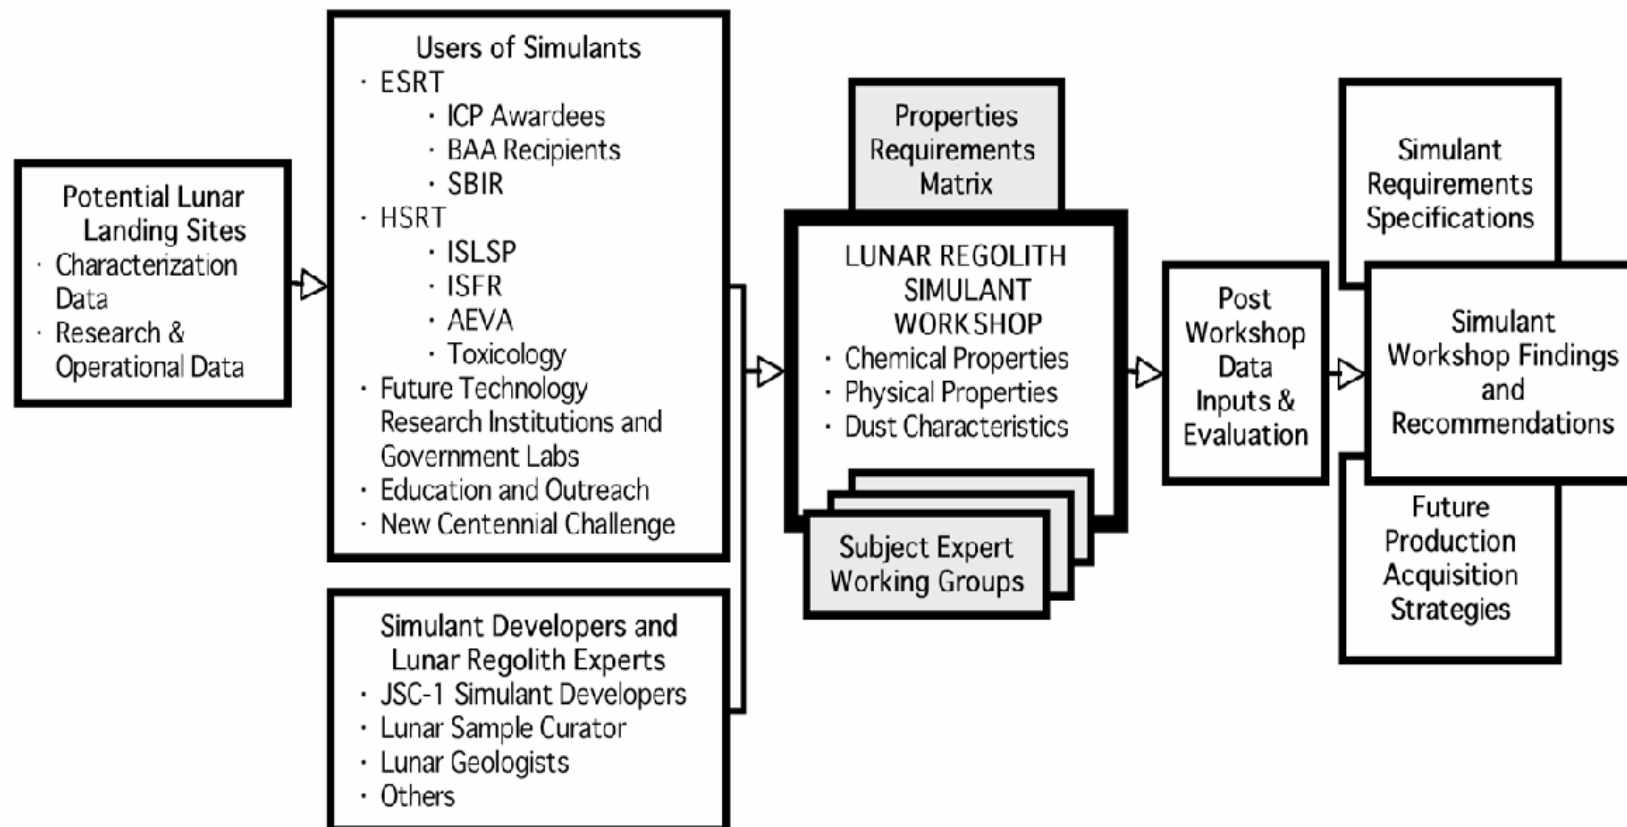 Potential Lunar
Landing Sites
· Characterization
Data
· Research &
Operational Data
Users of Simulants
· ESRT
· ICP Awardees
· BAA Recipients
· SBIR
· HSRT
· ISLSP
· ISFR
· AEVA
· Toxicology
· Future Technology
Research Institutions and
Government Labs
· Education and Outreach
· New Centennial Challenge
Simulant Developers and
Lunar Regolith Experts
· JSC-1 Simulant Developers
· Lunar Sample Curator
· Lunar Geologists
· Others
Properties
Requirements
Matrix
LUNAR REGOLITH
SIMULANT
WORKSHOP
· Chemical Properties
· Physical Properties
· Dust Characteristics
Subject Expert
Working Groups
Post
Workshop
Data
Inputs &
Evaluation
Simulant
Requirements
Specifications
Simulant
Workshop Findings
and
Recommendations
Future
Production
Acquisition
Strategies